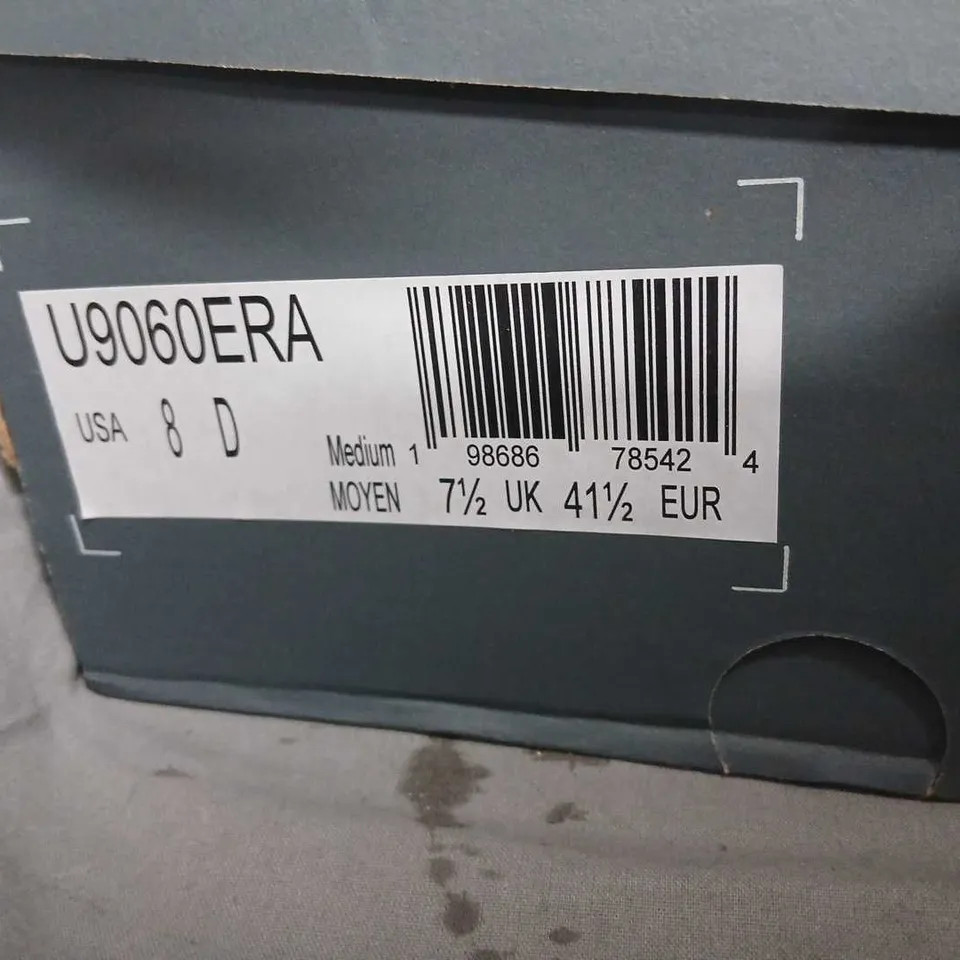 U9060ERA
USA 8 D
Medium 1 98686 78542 4
MOYEN 7½ UK 41½ EUR